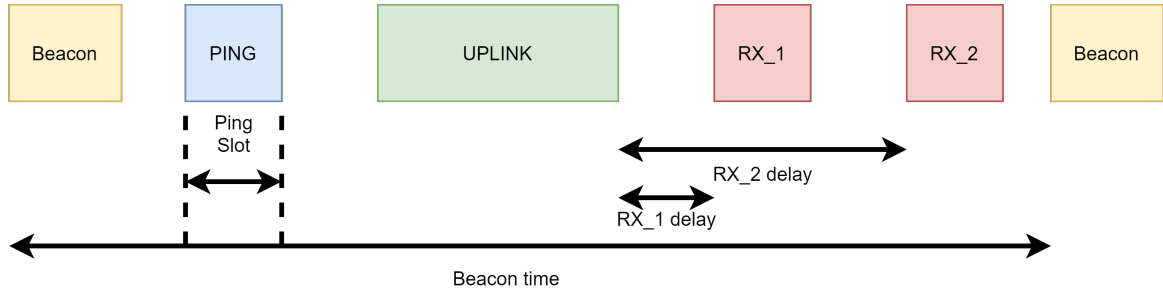 Beacon
PING
UPLINK
RX_1
RX_2
Beacon
Ping
Slot
RX_2 delay
RX_1 delay
Beacon time